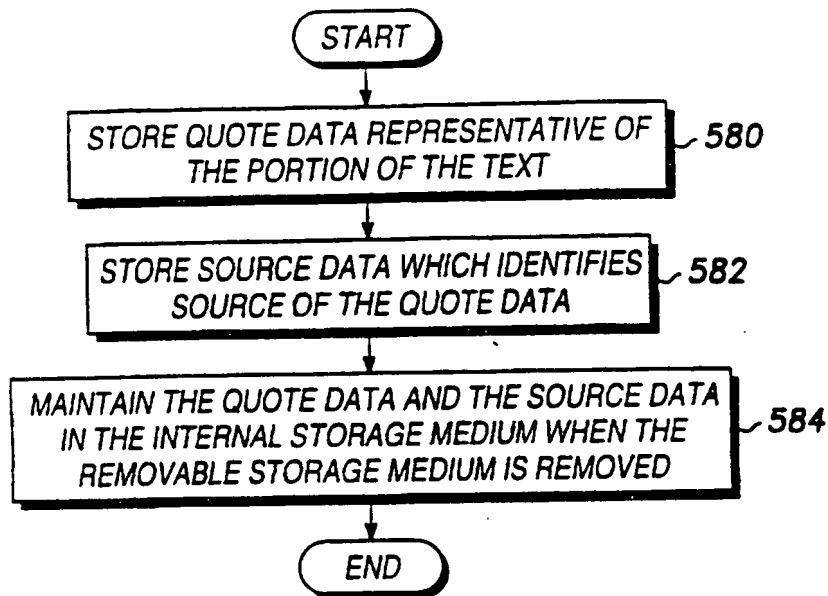 START
STORE QUOTE DATA REPRESENTATIVE OF
THE PORTION OF THE TEXT
580
STORE SOURCE DATA WHICH IDENTIFIES
SOURCE OF THE QUOTE DATA
582
MAINTAIN THE QUOTE DATA AND THE SOURCE DATA
IN THE INTERNAL STORAGE MEDIUM WHEN THE
REMOVABLE STORAGE MEDIUM IS REMOVED
584
END